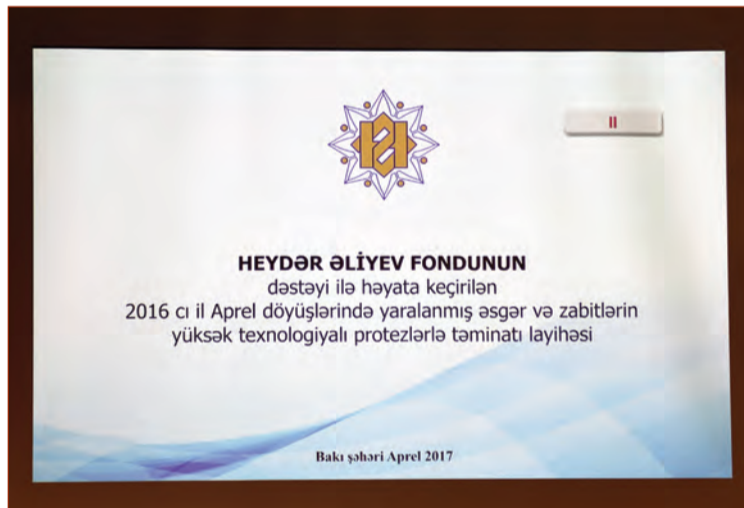 II
HEYDƏR ƏLİYEV FONDUNUN
dəstəyi ilə həyata keçirilən
2016 cı il Aprel döyüşlərində yaralanmış əsgər və zabitlərin
yüksək texnologiyalı protezlərlə təminatı layihəsi
Bakı şəhəri Aprel 2017